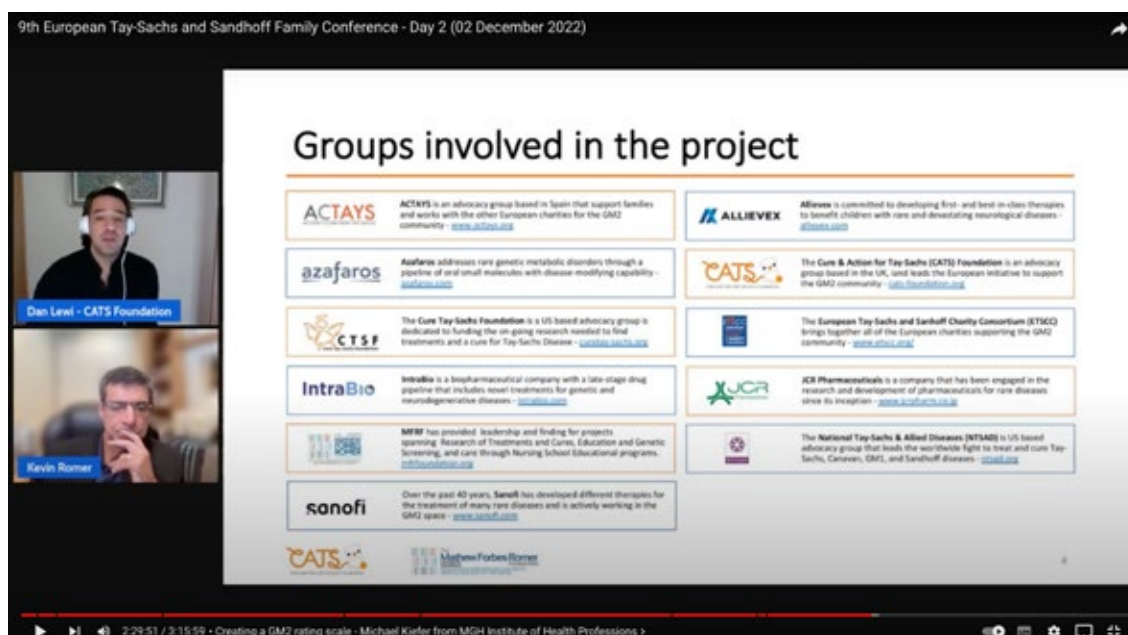 9th European Tay-Sachs and Sandhoff Family Conference - Day 2 (02 December 2022)
Groups involved in the project
Dan Lewi - CATS Foundation
Kevin Romer
ACTAYS
ACTAYS is an advocacy group based in Spain that support families
and works with the other European charities for the GM2
community - www.actays.org
azafaros
Azafaros addresses rare genetic metabolic disorders through a
pipeline of oral small molecules with disease-modifying capability -
azafaros.com
CTSF
The Cure Tay-Sachs Foundation is a US based advocacy group is
dedicated to funding the on-going research needed to find
treatments and a cure for Tay-Sachs Disease - curetay-sachs.org
IntraBio
IntraBio is a biopharmaceutical company with a late-stage drug
pipeline that includes novel treatments for genetic and
neurodegenerative diseases - intrabio.com
MFRF has provided leadership and finding for projects
spanning Research of Treatments and Cures, Education and Genetic
Screening, and care through Nursing School Educational programs.
mfrfoundation.org
sanofi
Over the past 40 years, Sanofi has developed different therapies for
the treatment of many rare diseases and is actively working in the
GM2 space - www.sanofi.com
ALLIEVEX
Allievex is committed to developing first- and best-in-class therapies
to benefit children with rare and devastating neurological diseases -
allievex.com
CATS
The Cure & Action for Tay-Sachs (CATS) Foundation is an advocacy
group based in the UK, and leads the European initiative to support
the GM2 community - cats-foundation.org
The European Tay-Sachs and Sanhoff Charity Consortium (ETSCC)
brings together all of the European charities supporting the GM2
community - www.etscc.org/
JCR
JCR Pharmaceuticals is a company that has been engaged in the
research and development of pharmaceuticals for rare diseases
since its inception - www.jcrpharm.co.jp
The National Tay-Sachs & Allied Diseases (NTSAD) is US based
advocacy group that leads the worldwide fight to treat and cure Tay-
Sachs, Canavan, GM1, and Sandhoff diseases - ntsad.org
CATS
Mathew Forbes Romer
4
2:29:51 / 3:15:59 • Creating a GM2 rating scale - Michael Kiefer from MGH Institute of Health Professions >